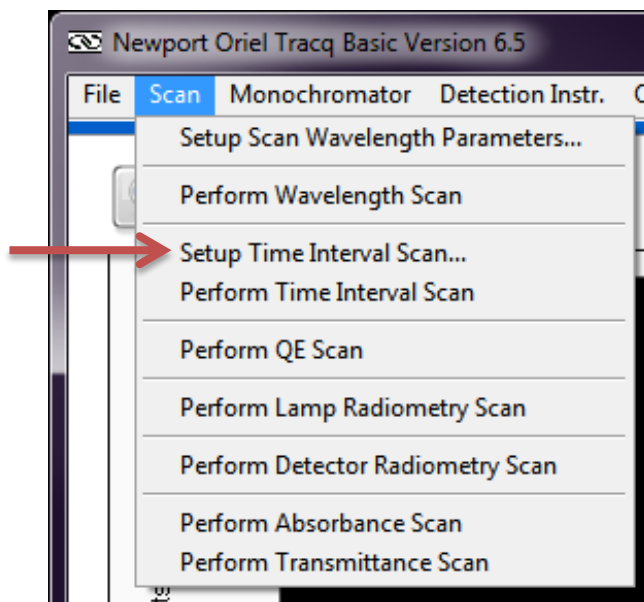 Newport Oriel Tracq Basic Version 6.5
File Scan Monochromator Detection Instr.
Setup Scan Wavelength Parameters...
Perform Wavelength Scan
Setup Time Interval Scan...
Perform Time Interval Scan
Perform QE Scan
Perform Lamp Radiometry Scan
Perform Detector Radiometry Scan
Perform Absorbance Scan
Perform Transmittance Scan